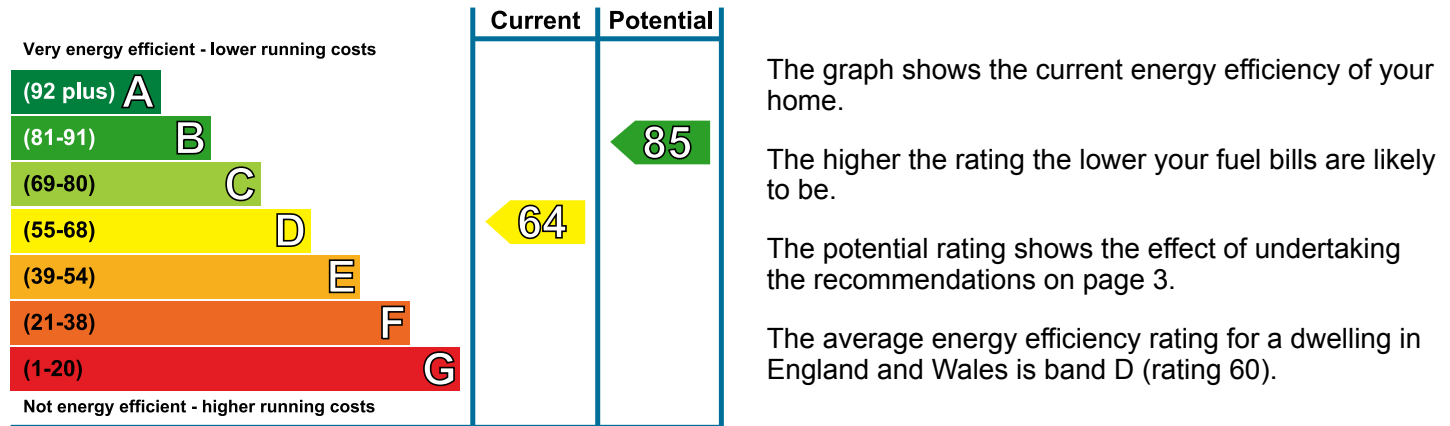 Current Potential
Very energy efficient - lower running costs
(92 plus) A
(81-91) B
85
(69-80) C
(55-68) D
64
(39-54) E
(21-38) F
(1-20) G
Not energy efficient - higher running costs
The graph shows the current energy efficiency of your
home.
The higher the rating the lower your fuel bills are likely
to be.
The potential rating shows the effect of undertaking
the recommendations on page 3.
The average energy efficiency rating for a dwelling in
England and Wales is band D (rating 60).